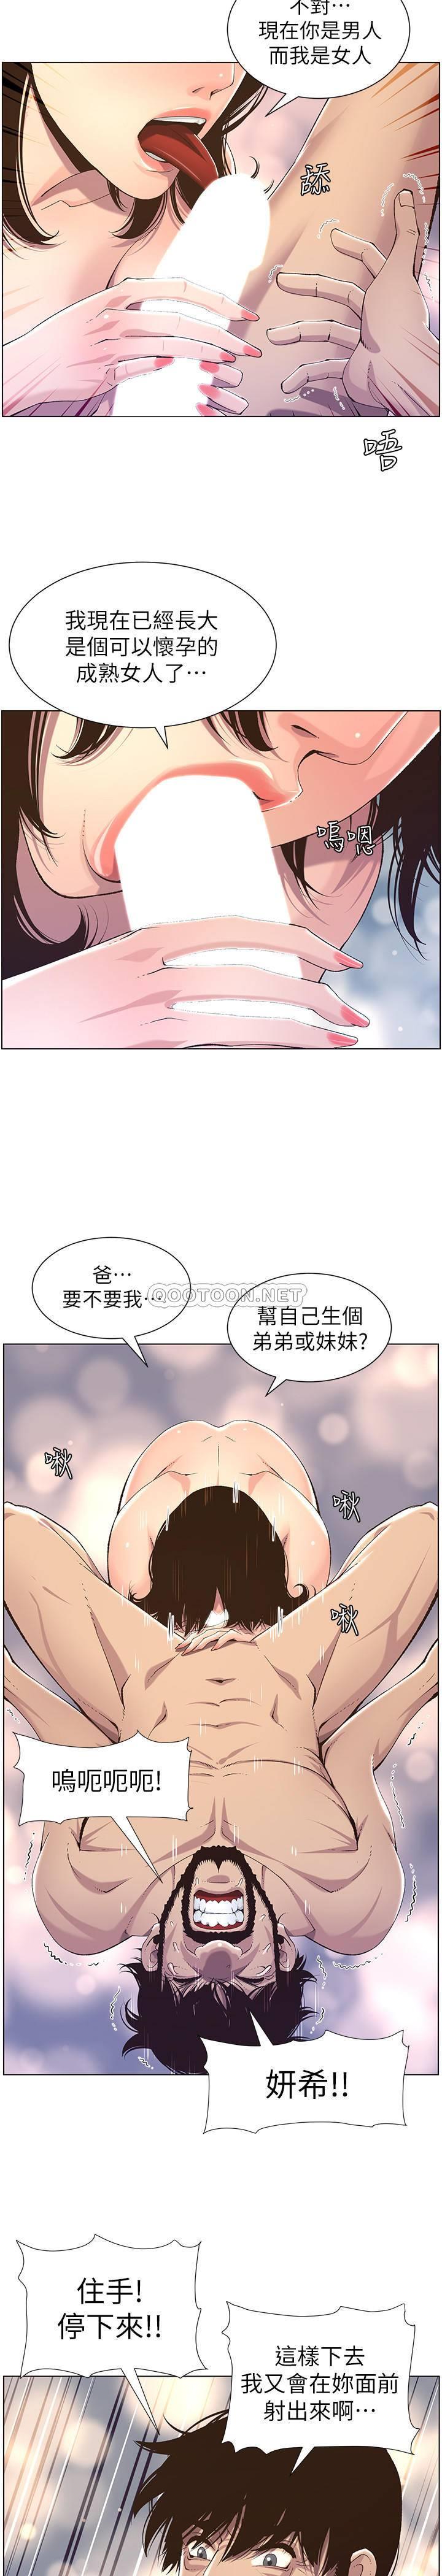 不對…
現在你是男人
而我是女人
舔
唔
我現在已經長大
是個可以懷孕的
成熟女人了…
嗚嗯
爸…
要不要我…
QOOTOON.NET
幫自己生個
弟弟或妹妹?
啾
啾
啾
嗚呃呃呃!
妍希!!
住手!
停下來!!
這樣下去
我又會在妳面前
射出來啊…